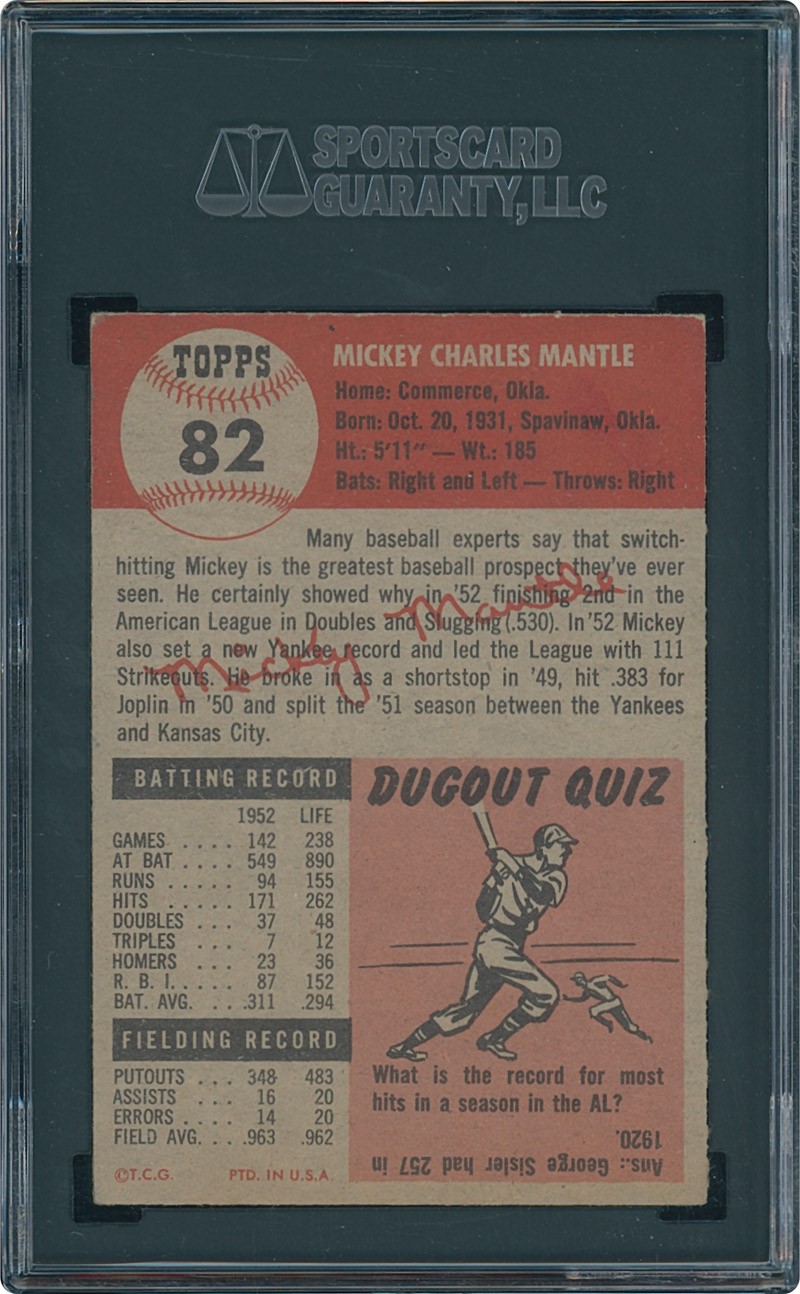 SPORTSCARD
GUARANTY, LLC
TOPPS
82
MICKEY CHARLES MANTLE
Home: Commerce, Okla.
Born: Oct. 20, 1931, Spavinaw, Okla.
Ht.: 5'11" — Wt.: 185
Bats: Right and Left — Throws: Right
Many baseball experts say that switch-
hitting Mickey is the greatest baseball prospect they've ever
seen. He certainly showed why in '52 finishing 2nd in the
American League in Doubles and Slugging (.530). In '52 Mickey
also set a new Yankee record and led the League with 111
Strikeouts. He broke in as a shortstop in '49, hit .383 for
Joplin in '50 and split the '51 season between the Yankees
and Kansas City.
Micky Mantle
BATTING RECORD
1952 LIFE
GAMES .... 142 238
AT BAT .... 549 890
RUNS ..... 94 155
HITS ..... 171 262
DOUBLES ... 37 48
TRIPLES ... 7 12
HOMERS ... 23 36
R. B. I. .... 87 152
BAT. AVG. ... .311 .294
FIELDING RECORD
PUTOUTS ... 348 483
ASSISTS ... 16 20
ERRORS .... 14 20
FIELD AVG. ... .963 .962
©T.C.G. PTD. IN U.S.A.
DUGOUT QUIZ
What is the record for most
hits in a season in the AL?
Ans.: George Sisler had 257 in
1920.